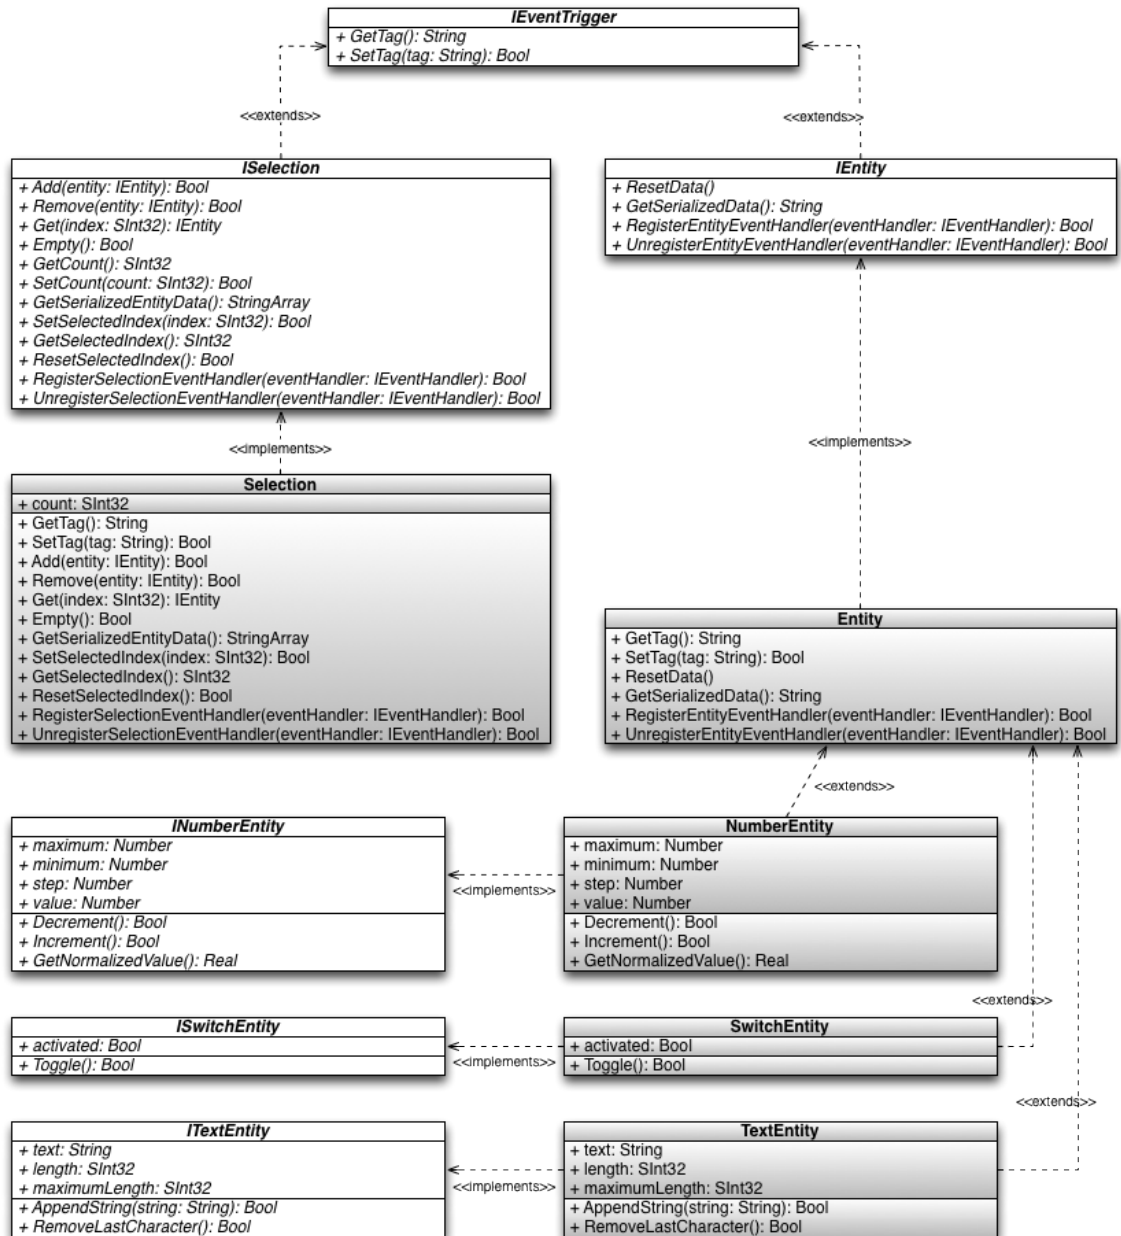 IEventTrigger
+ GetTag(): String
+ SetTag(tag: String): Bool
<<extends>>
<<extends>>
ISelection
+ Add(entity: IEntity): Bool
+ Remove(entity: IEntity): Bool
+ Get(index: SInt32): IEntity
+ Empty(): Bool
+ GetCount(): SInt32
+ SetCount(count: SInt32): Bool
+ GetSerializedEntityData(): StringArray
+ SetSelectedIndex(index: SInt32): Bool
+ GetSelectedIndex(): SInt32
+ ResetSelectedIndex(): Bool
+ RegisterSelectionEventHandler(eventHandler: IEventHandler): Bool
+ UnregisterSelectionEventHandler(eventHandler: IEventHandler): Bool
IEntity
+ ResetData()
+ GetSerializedData(): String
+ RegisterEntityEventHandler(eventHandler: IEventHandler): Bool
+ UnregisterEntityEventHandler(eventHandler: IEventHandler): Bool
<<implements>>
<<implements>>
Selection
+ count: SInt32
+ GetTag(): String
+ SetTag(tag: String): Bool
+ Add(entity: IEntity): Bool
+ Remove(entity: IEntity): Bool
+ Get(index: SInt32): IEntity
+ Empty(): Bool
+ GetSerializedEntityData(): StringArray
+ SetSelectedIndex(index: SInt32): Bool
+ GetSelectedIndex(): SInt32
+ ResetSelectedIndex(): Bool
+ RegisterSelectionEventHandler(eventHandler: IEventHandler): Bool
+ UnregisterSelectionEventHandler(eventHandler: IEventHandler): Bool
Entity
+ GetTag(): String
+ SetTag(tag: String): Bool
+ ResetData()
+ GetSerializedData(): String
+ RegisterEntityEventHandler(eventHandler: IEventHandler): Bool
+ UnregisterEntityEventHandler(eventHandler: IEventHandler): Bool
<<extends>>
INumberEntity
+ maximum: Number
+ minimum: Number
+ step: Number
+ value: Number
+ Decrement(): Bool
+ Increment(): Bool
+ GetNormalizedValue(): Real
<<implements>>
NumberEntity
+ maximum: Number
+ minimum: Number
+ step: Number
+ value: Number
+ Decrement(): Bool
+ Increment(): Bool
+ GetNormalizedValue(): Real
<<extends>>
ISwitchEntity
+ activated: Bool
+ Toggle(): Bool
<<implements>>
SwitchEntity
+ activated: Bool
+ Toggle(): Bool
<<extends>>
ITextEntity
+ text: String
+ length: SInt32
+ maximumLength: SInt32
+ AppendString(string: String): Bool
+ RemoveLastCharacter(): Bool
<<implements>>
TextEntity
+ text: String
+ length: SInt32
+ maximumLength: SInt32
+ AppendString(string: String): Bool
+ RemoveLastCharacter(): Bool